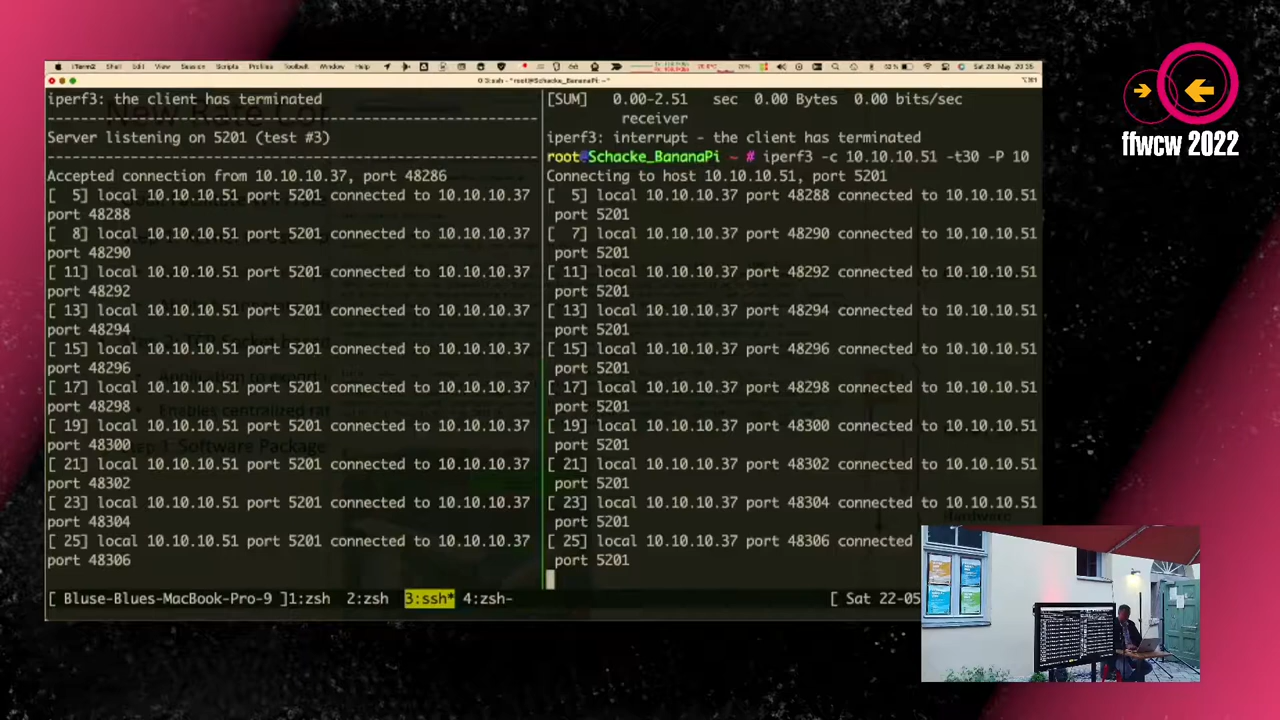 iTerm2 Shell Edit View Session Scripts Profiles Toolbelt Window Help
iperf3: the client has terminated
Server listening on 5201 (test #3)
Accepted connection from 10.10.10.37, port 48286
[  5] local 10.10.10.51 port 5201 connected to 10.10.10.37
port 48288
[  8] local 10.10.10.51 port 5201 connected to 10.10.10.37
port 48290
[ 11] local 10.10.10.51 port 5201 connected to 10.10.10.37
port 48292
[ 13] local 10.10.10.51 port 5201 connected to 10.10.10.37
port 48294
[ 15] local 10.10.10.51 port 5201 connected to 10.10.10.37
port 48296
[ 17] local 10.10.10.51 port 5201 connected to 10.10.10.37
port 48298
[ 19] local 10.10.10.51 port 5201 connected to 10.10.10.37
port 48300
[ 21] local 10.10.10.51 port 5201 connected to 10.10.10.37
port 48302
[ 23] local 10.10.10.51 port 5201 connected to 10.10.10.37
port 48304
[ 25] local 10.10.10.51 port 5201 connected to 10.10.10.37
port 48306
[SUM]   0.00-2.51   sec  0.00 Bytes  0.00 bits/sec
receiver
iperf3: interrupt - the client has terminated
root@Schacke_BananaPi ~ # iperf3 -c 10.10.10.51 -t30 -P 10
Connecting to host 10.10.10.51, port 5201
[  5] local 10.10.10.37 port 48288 connected to 10.10.10.51
port 5201
[  7] local 10.10.10.37 port 48290 connected to 10.10.10.51
port 5201
[ 11] local 10.10.10.37 port 48292 connected to 10.10.10.51
port 5201
[ 13] local 10.10.10.37 port 48294 connected to 10.10.10.51
port 5201
[ 15] local 10.10.10.37 port 48296 connected to 10.10.10.51
port 5201
[ 17] local 10.10.10.37 port 48298 connected to 10.10.10.51
port 5201
[ 19] local 10.10.10.37 port 48300 connected to 10.10.10.51
port 5201
[ 21] local 10.10.10.37 port 48302 connected to 10.10.10.51
port 5201
[ 23] local 10.10.10.37 port 48304 connected to 10.10.10.51
port 5201
[ 25] local 10.10.10.37 port 48306 connected
port 5201
[ Bluse-Blues-MacBook-Pro-9 ]1:zsh  2:zsh  3:ssh*  4:zsh-
[ Sat 22-05
ffwcw 2022